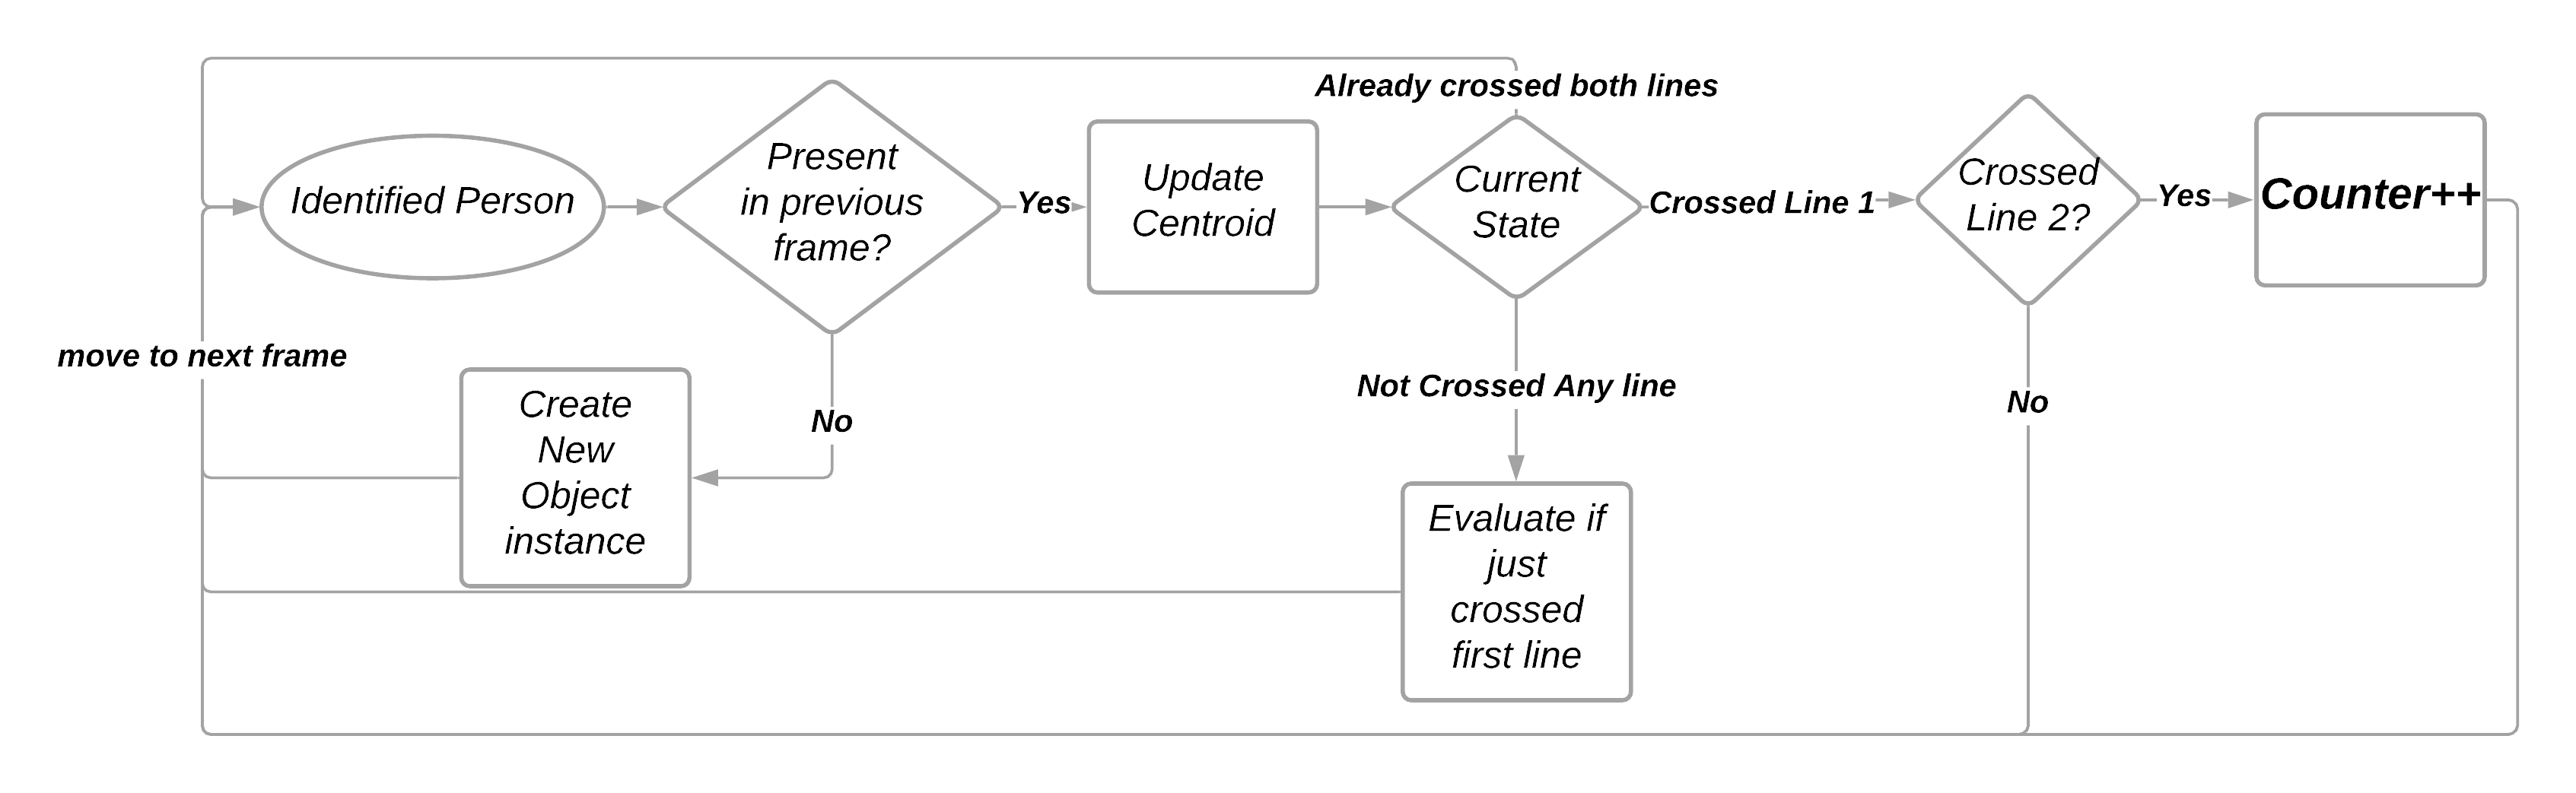 Already crossed both lines
Identified Person
Present
in previous
frame?
Yes
Update
Centroid
Current
State
Crossed Line 1
Crossed
Line 2?
Yes
Counter++
move to next frame
Create
New
Object
instance
No
Not Crossed Any line
No
Evaluate if
just
crossed
first line